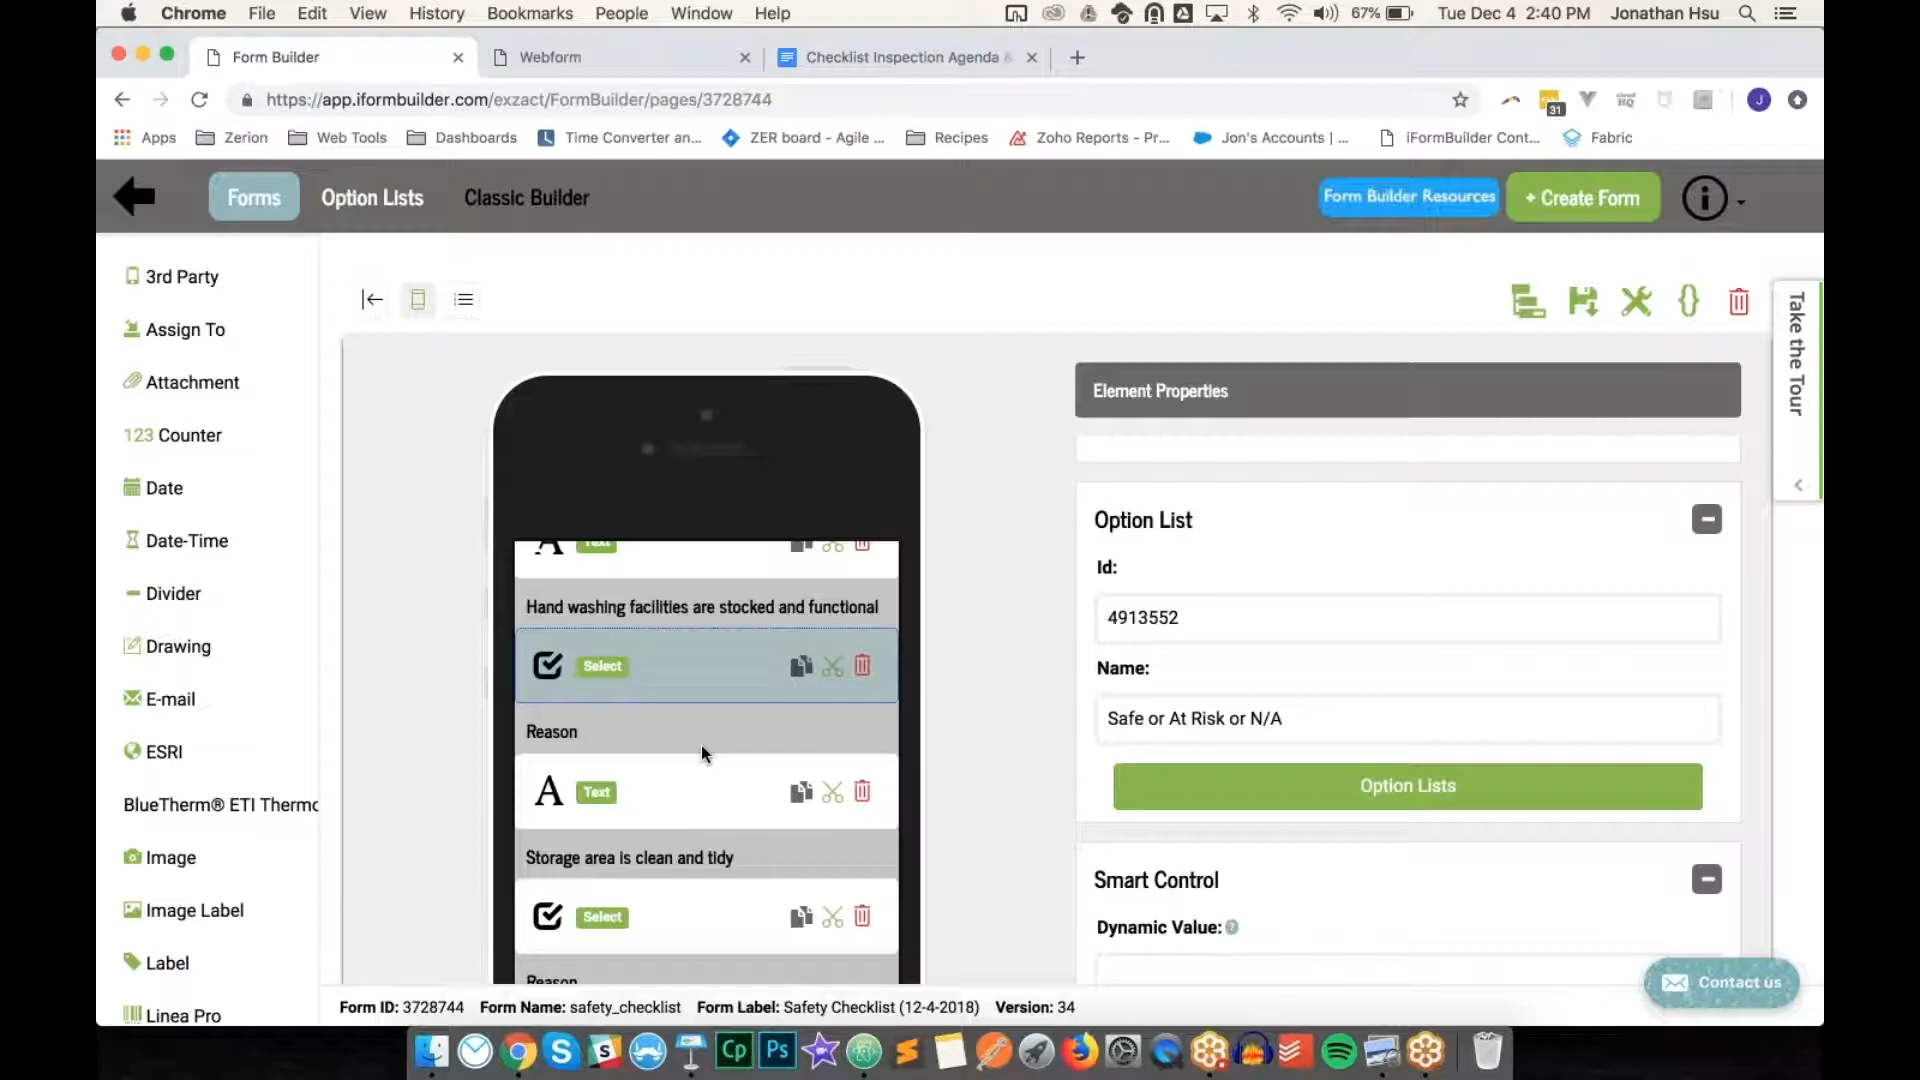 Chrome File Edit View History Bookmarks People Window Help 67% Tue Dec 4 2:40 PM Jonathan Hsu
Form Builder Webform Checklist Inspection Agenda &
https://app.iformbuilder.com/exzact/FormBuilder/pages/3728744 31 J
Apps Zerion Web Tools Dashboards Time Converter an... ZER board - Agile ... Recipes Zoho Reports - Pr... Jon's Accounts | ... iFormBuilder Cont... Fabric
Forms Option Lists Classic Builder Form Builder Resources + Create Form
3rd Party
Assign To
Attachment
123 Counter
Date
Date-Time
Divider
Drawing
E-mail
ESRI
BlueTherm® ETI Thermo
Image
Image Label
Label
Linea Pro
Text
Hand washing facilities are stocked and functional
Select
Reason
A Text
Storage area is clean and tidy
Select
Reason
Element Properties
Option List
Id:
4913552
Name:
Safe or At Risk or N/A
Option Lists
Smart Control
Dynamic Value:
Take the Tour
Contact us
Form ID: 3728744 Form Name: safety_checklist Form Label: Safety Checklist (12-4-2018) Version: 34
Cp Ps